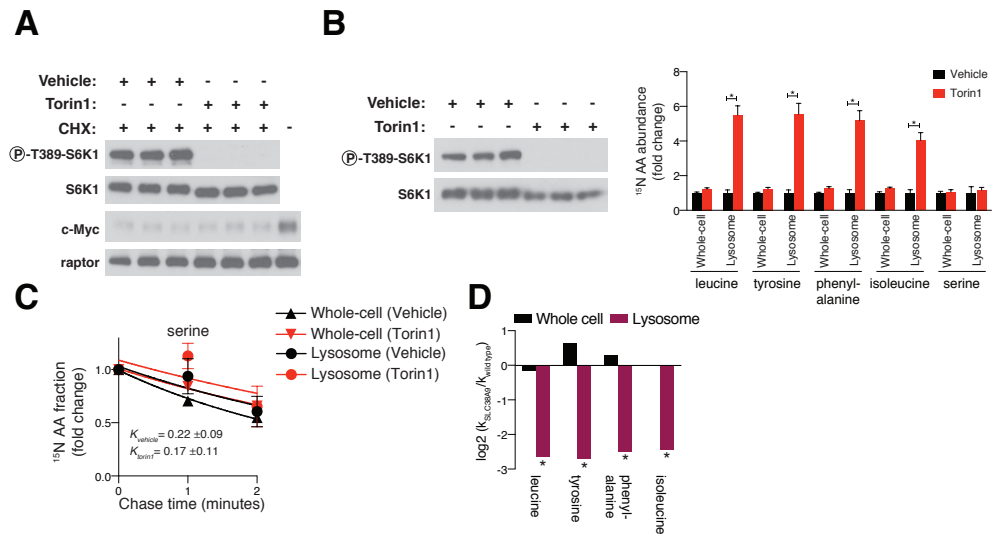 A
Vehicle: + + + - - -
Torin1: - - - + + +
CHX: + + + + + + -
Ⓟ-T389-S6K1
S6K1
c-Myc
raptor
B
Vehicle: + + + - - -
Torin1: - - - + + +
Ⓟ-T389-S6K1
S6K1
Vehicle
Torin1
15N AA abundance
(fold change)
8
6
4
2
0
* * * *
Whole-cell Lysosome Whole-cell Lysosome Whole-cell Lysosome Whole-cell Lysosome Whole-cell Lysosome
leucine tyrosine phenyl- isoleucine serine
alanine
C
serine
Whole-cell (Vehicle)
Whole-cell (Torin1)
Lysosome (Vehicle)
Lysosome (Torin1)
15N AA fraction
(fold change)
1.0
0.5
0.0
Kvehicle= 0.22 ±0.09
Ktorin1= 0.17 ±0.11
0 1 2
Chase time (minutes)
D
Whole cell Lysosome
log2 (kSLC38A9/kwild type)
1
0
-1
-2
-3
* * * *
leucine
tyrosine
phenyl-
alanine
isoleucine